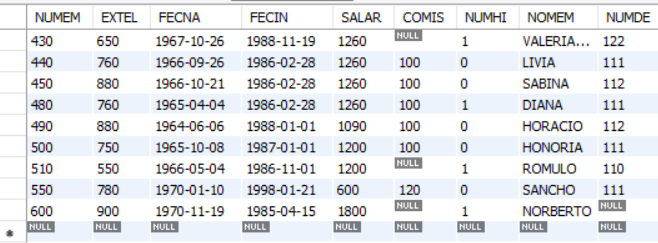 NUMEM EXTEL FECNA FECIN SALAR COMIS NUMHI NOMEM NUMDE
430 650 1967-10-26 1988-11-19 1260 NULL 1 VALERIA... 122
440 760 1966-09-26 1986-02-28 1260 100 0 LIVIA 111
450 880 1966-10-21 1986-02-28 1260 100 0 SABINA 112
480 760 1965-04-04 1986-02-28 1260 100 1 DIANA 111
490 880 1964-06-06 1988-01-01 1090 100 0 HORACIO 112
500 750 1965-10-08 1987-01-01 1200 100 0 HONORIA 111
510 550 1966-05-04 1986-11-01 1200 NULL 1 ROMULO 110
550 780 1970-01-10 1998-01-21 600 120 0 SANCHO 111
600 900 1970-11-19 1985-04-15 1800 NULL 1 NORBERTO NULL
NULL NULL NULL NULL NULL NULL NULL NULL NULL